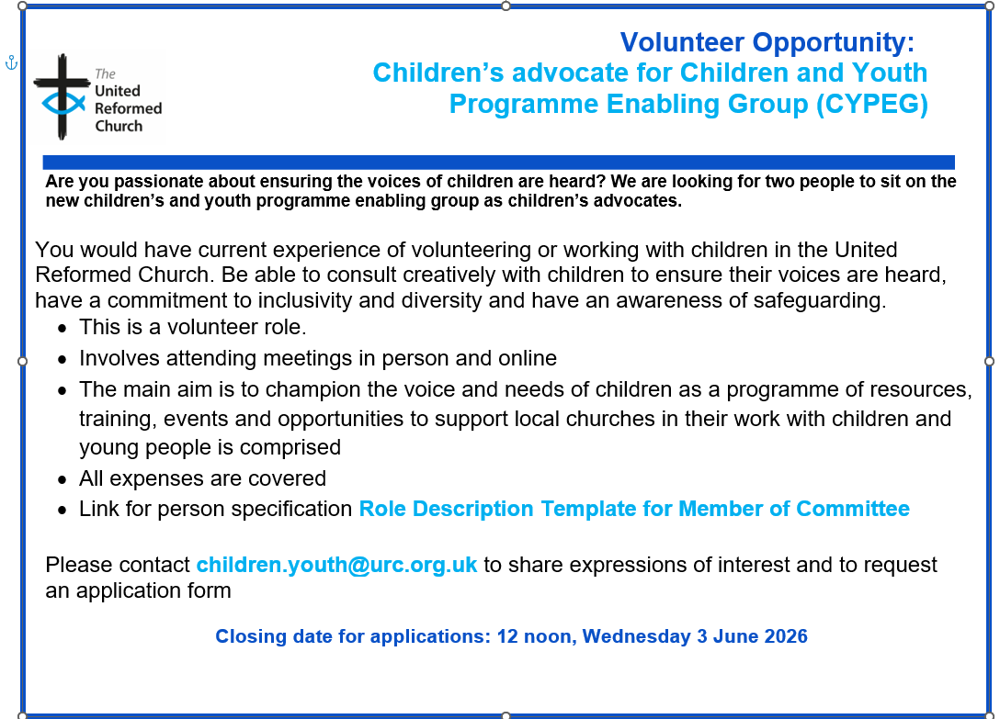 Volunteer Opportunity:
Children’s advocate for Children and Youth
Programme Enabling Group (CYPEG)
The
United
Reformed
Church
Are you passionate about ensuring the voices of children are heard? We are looking for two people to sit on the
new children’s and youth programme enabling group as children’s advocates.
You would have current experience of volunteering or working with children in the United
Reformed Church. Be able to consult creatively with children to ensure their voices are heard,
have a commitment to inclusivity and diversity and have an awareness of safeguarding.
• This is a volunteer role.
• Involves attending meetings in person and online
• The main aim is to champion the voice and needs of children as a programme of resources,
training, events and opportunities to support local churches in their work with children and
young people is comprised
• All expenses are covered
• Link for person specification Role Description Template for Member of Committee
Please contact children.youth@urc.org.uk to share expressions of interest and to request
an application form
Closing date for applications: 12 noon, Wednesday 3 June 2026